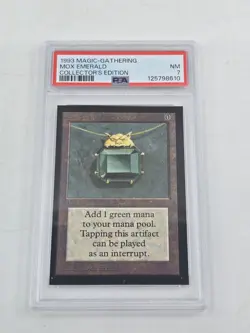 1993 MAGIC-GATHERING
NM
MOX EMERALD
7
COLLECTOR'S EDITION
PSA
125798610
Add 1 green mana
to your mana pool.
Tapping this artifact
can be played
as an interrupt.